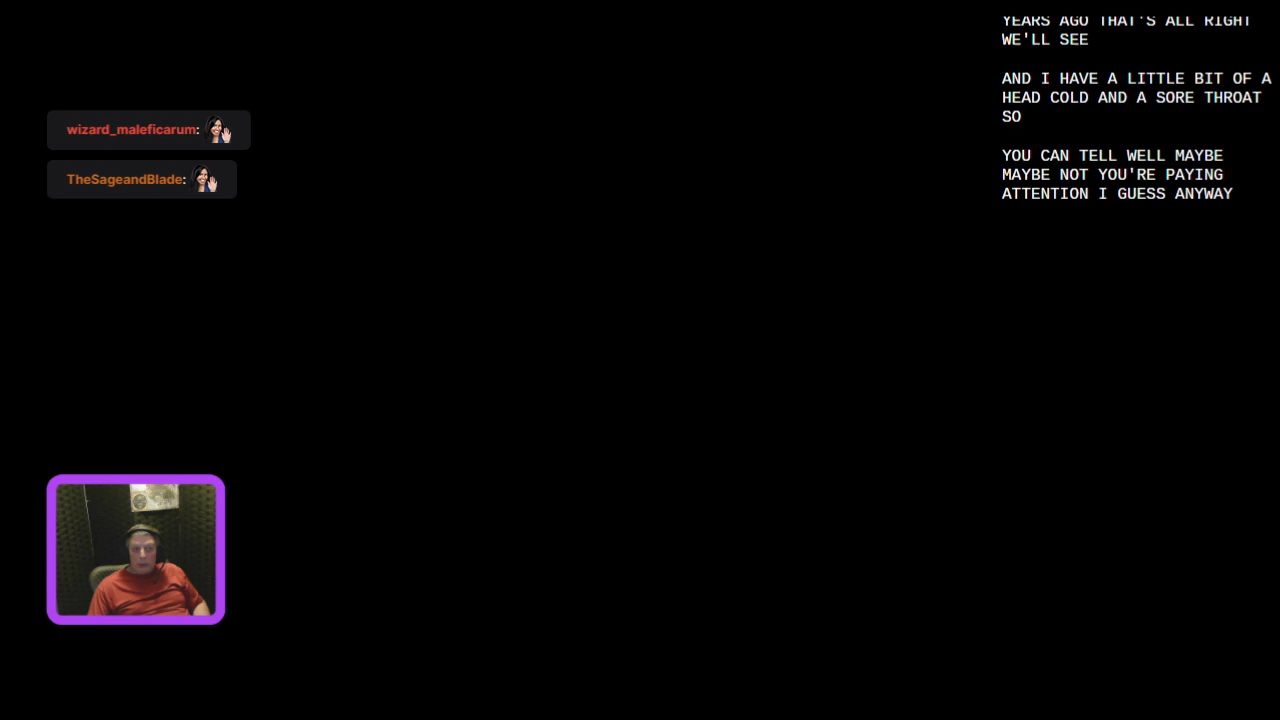 YEARS AGO THAT'S ALL RIGHT
WE'LL SEE
AND I HAVE A LITTLE BIT OF A
HEAD COLD AND A SORE THROAT
SO
YOU CAN TELL WELL MAYBE
MAYBE NOT YOU'RE PAYING
ATTENTION I GUESS ANYWAY
wizard_maleficarum:
TheSageandBlade: